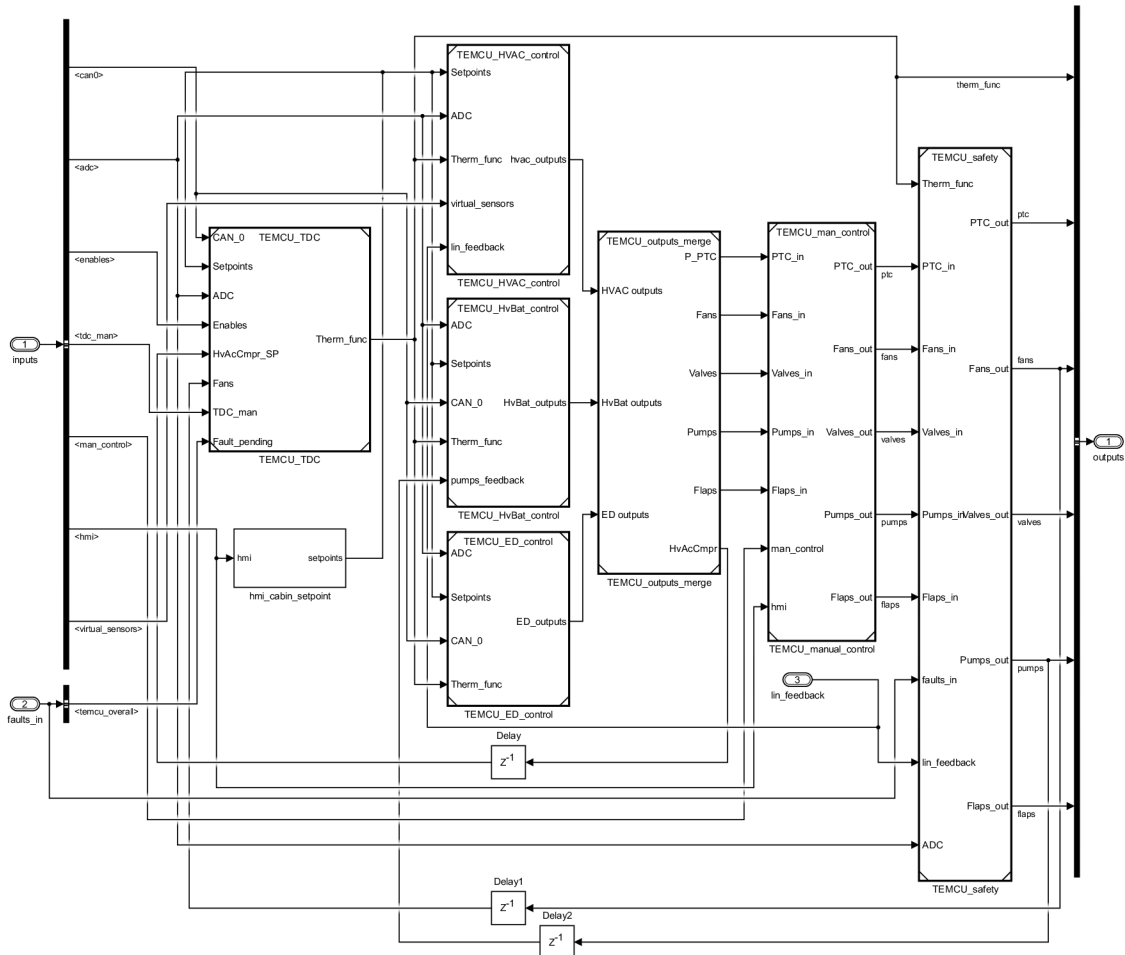 <can0>
<adc>
<enables>
<tdc_man>
<man_control>
<hmi>
<virtual_sensors>
<temcu_overall>
1
inputs
2
faults_in
TEMCU_TDC
CAN_0
Setpoints
ADC
Enables
HvAcCmpr_SP
Fans
TDC_man
Fault_pending
Therm_func
TEMCU_TDC
hmi
setpoints
hmi_cabin_setpoint
TEMCU_HVAC_control
Setpoints
ADC
Therm_func
virtual_sensors
lin_feedback
hvac_outputs
TEMCU_HVAC_control
TEMCU_HvBat_control
ADC
Setpoints
CAN_0
Therm_func
pumps_feedback
HvBat_outputs
TEMCU_HvBat_control
TEMCU_ED_control
ADC
Setpoints
CAN_0
Therm_func
ED_outputs
TEMCU_ED_control
Delay
Z-1
Delay1
Z-1
Delay2
Z-1
TEMCU_outputs_merge
HVAC outputs
HvBat outputs
ED outputs
P_PTC
Fans
Valves
Pumps
Flaps
HvAcCmpr
TEMCU_outputs_merge
TEMCU_man_control
PTC_in
Fans_in
Valves_in
Pumps_in
Flaps_in
man_control
hmi
PTC_out
Fans_out
Valves_out
Pumps_out
Flaps_out
TEMCU_manual_control
ptc
fans
valves
pumps
flaps
3
lin_feedback
TEMCU_safety
Therm_func
PTC_in
Fans_in
Valves_in
Pumps_in
Flaps_in
faults_in
lin_feedback
ADC
PTC_out
Fans_out
Valves_out
Pumps_out
Flaps_out
TEMCU_safety
therm_func
ptc
fans
valves
pumps
flaps
1
outputs